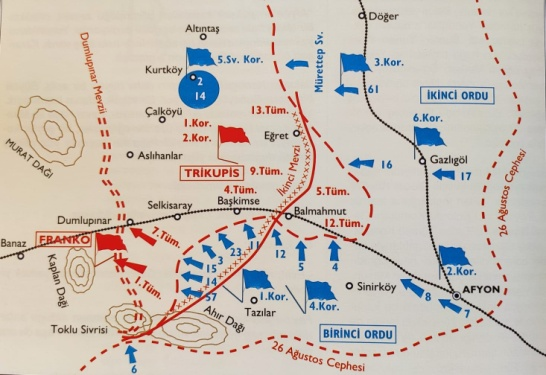 Döğer
Altıntaş
Dumlupınar Mevzii
5.Sv. Kor.
Mürettep Sv.
3.Kor.
Kurtköy
2
14
61
İKİNCİ ORDU
13.Tüm.
Çalköyü
1.Kor.
2.Kor.
6.Kor.
Eğret
MURAT DAĞI
Aslıhanlar
İkinci Mevzi
16
Gazlıgöl
17
TRİKUPİS
9.Tüm.
4.Tüm.
5.Tüm.
26 Ağustos Cephesi
Selkisaray
Başkimse
Balmahmut
Dumlupınar
12.Tüm.
Banaz
FRANKO
7.Tüm.
11
23
3
15
14
57
12
5
4
2.Kor.
Kaplan Dağı
1.Tüm.
1.Kor.
4.Kor.
Sinirköy
8
7
AFYON
Tazılar
Toklu Sivrisi
Ahır Dağı
BİRİNCİ ORDU
26 Ağustos Cephesi
6